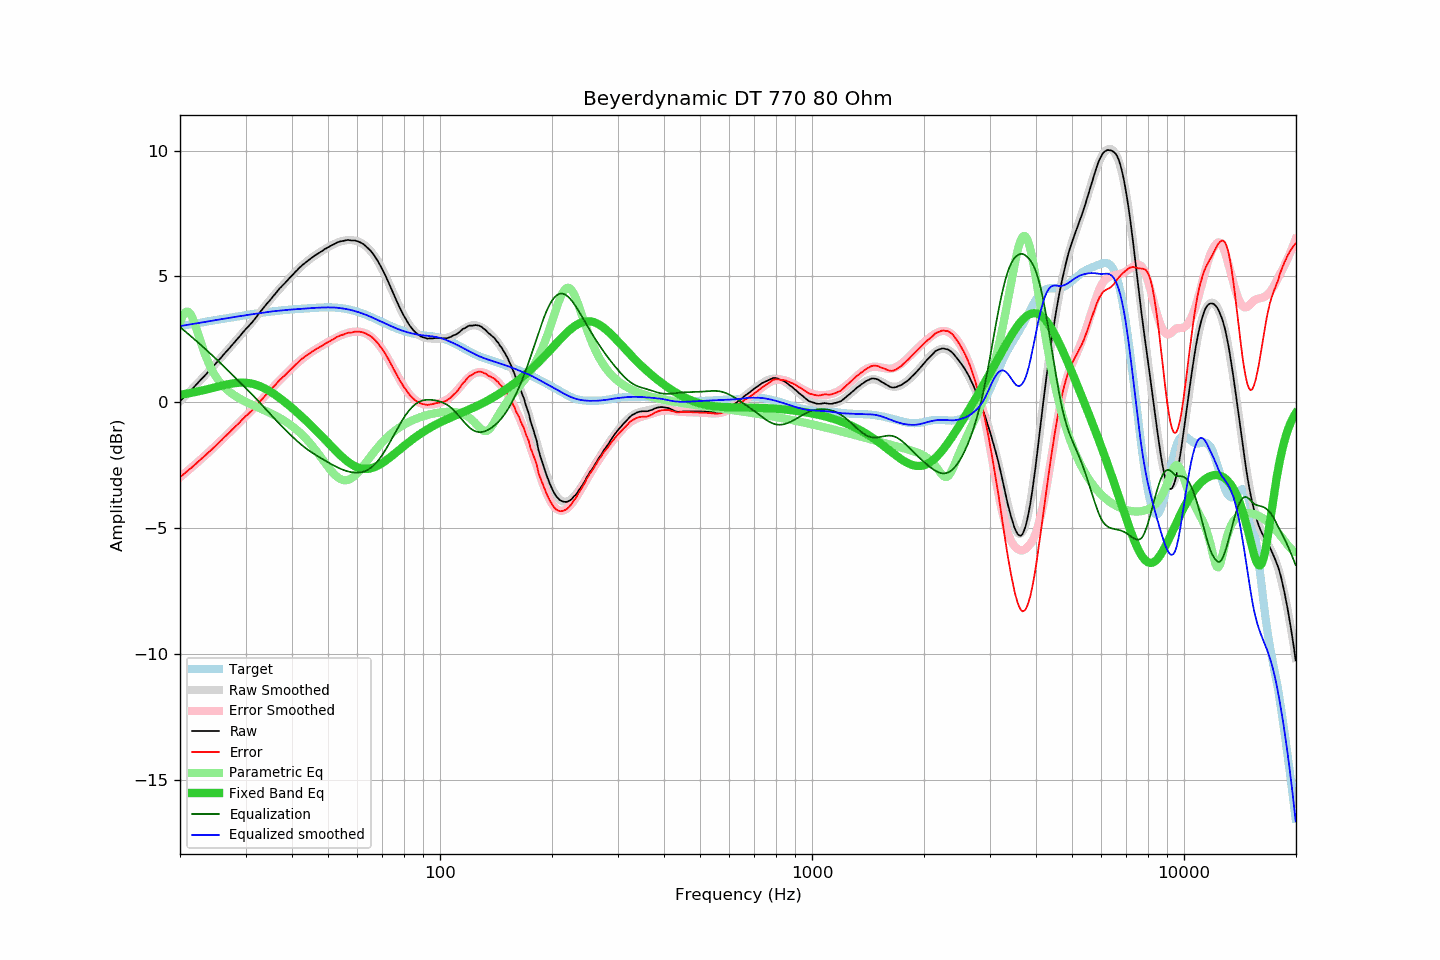 Beyerdynamic DT 770 80 Ohm
10
5
0
−5
−10
−15
Amplitude (dBr)
Target
Raw Smoothed
Error Smoothed
Raw
Error
Parametric Eq
Fixed Band Eq
Equalization
Equalized smoothed
100 1000 10000
Frequency (Hz)